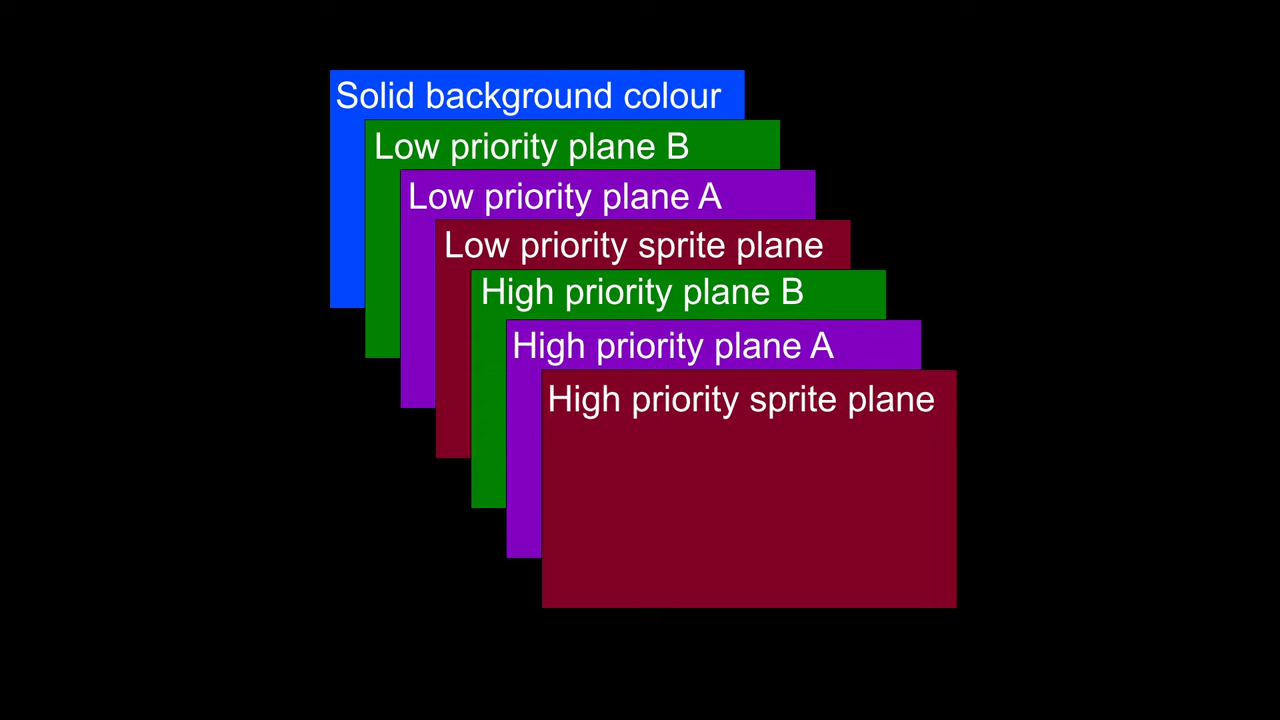 Solid background colour
Low priority plane B
Low priority plane A
Low priority sprite plane
High priority plane B
High priority plane A
High priority sprite plane